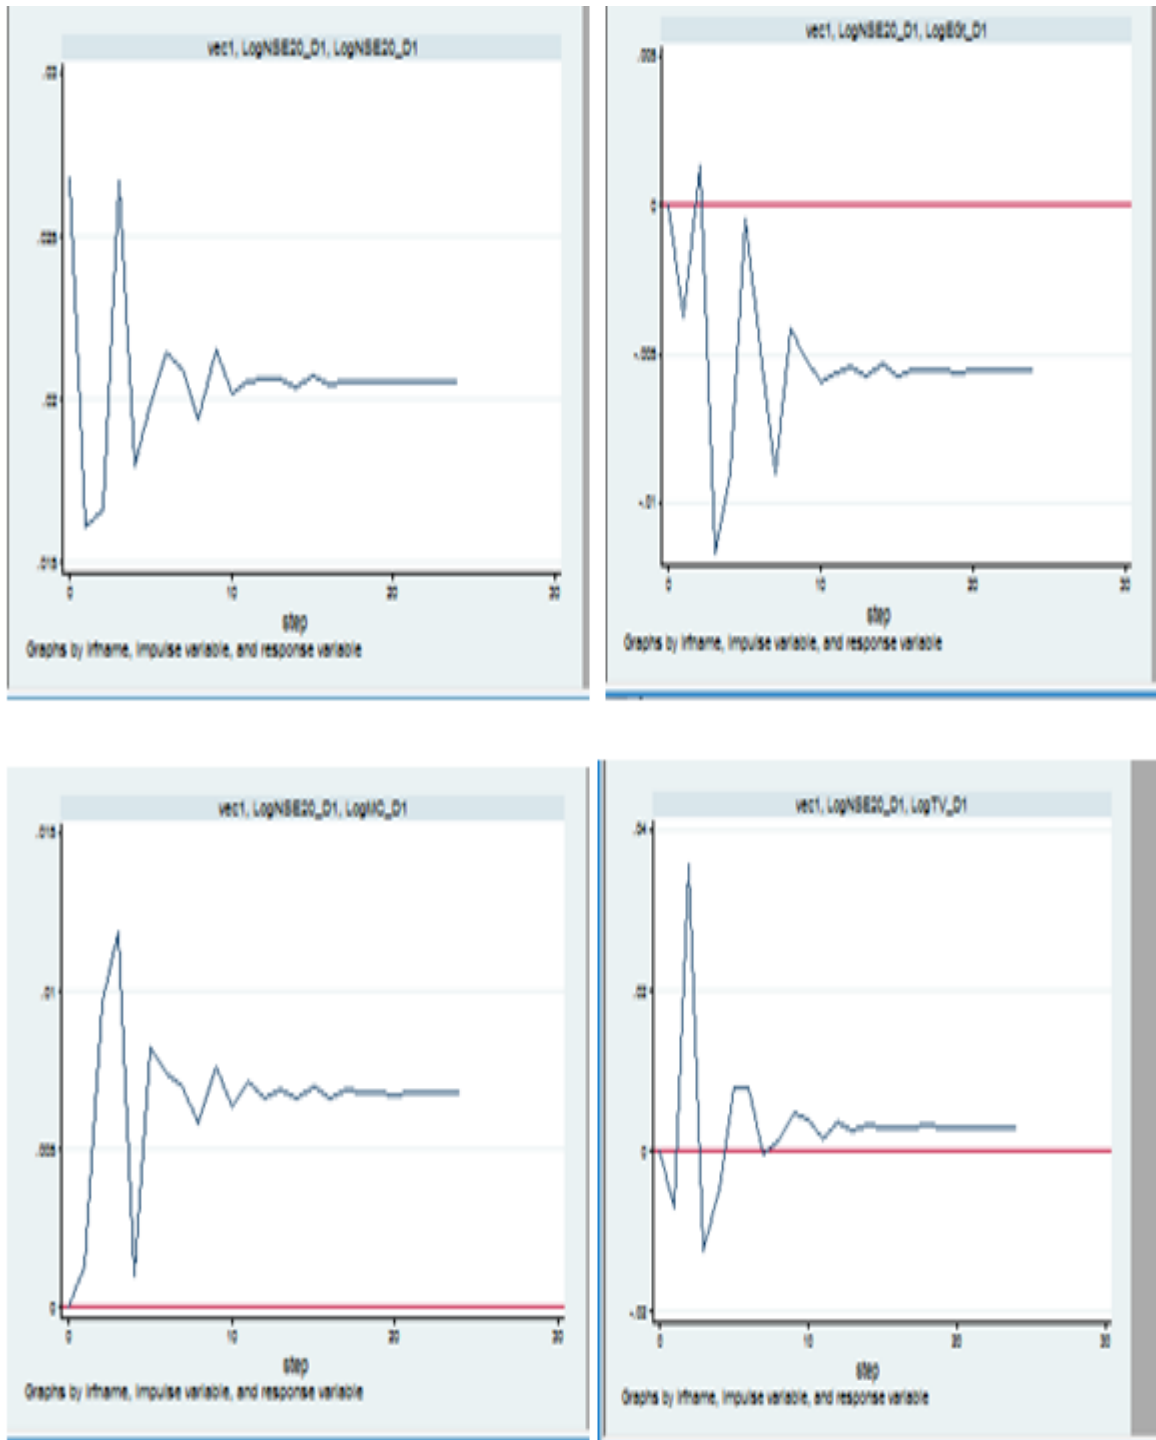 vec1, LogNSE20_D1, LogNSE20_D1
.03
.025
.02
.015
0
10
20
30
step
Graphs by irfname, impulse variable, and response variable
vec1, LogNSE20_D1, LogEGr_D1
.005
0
-.005
-.01
0
10
20
30
step
Graphs by irfname, impulse variable, and response variable
vec1, LogNSE20_D1, LogMC_D1
.015
.01
.005
0
0
10
20
30
step
Graphs by irfname, impulse variable, and response variable
vec1, LogNSE20_D1, LogTV_D1
.04
.02
0
-.02
0
10
20
30
step
Graphs by irfname, impulse variable, and response variable